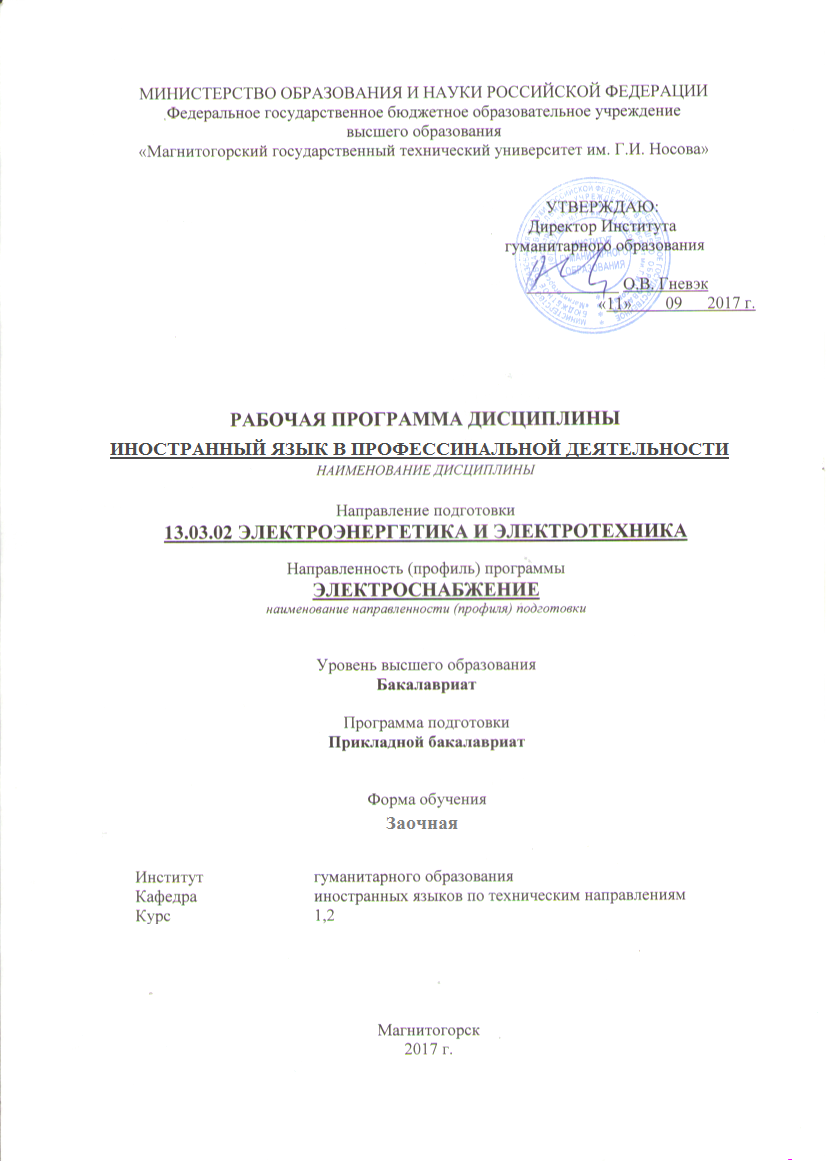 МИНИСТЕРСТВО ОБРАЗОВАНИЯ И НАУКИ РОССИЙСКОЙ ФЕДЕРАЦИИ
Федеральное государственное бюджетное образовательное учреждение
высшего образования
«Магнитогорский государственный технический университет им. Г.И. Носова»
УТВЕРЖДАЮ:
Директор Института
гуманитарного образования
О.В. Гневэк
«11» 09 2017 г.
ГУМАНИТАРНОГО
ОБРАЗОВАНИЯ
РАБОЧАЯ ПРОГРАММА ДИСЦИПЛИНЫ
ИНОСТРАННЫЙ ЯЗЫК В ПРОФЕССИНАЛЬНОЙ ДЕЯТЕЛЬНОСТИ
НАИМЕНОВАНИЕ ДИСЦИПЛИНЫ
Направление подготовки
13.03.02 ЭЛЕКТРОЭНЕРГЕТИКА И ЭЛЕКТРОТЕХНИКА
Направленность (профиль) программы
ЭЛЕКТРОСНАБЖЕНИЕ
наименование направленности (профиля) подготовки
Уровень высшего образования
Бакалавриат
Программа подготовки
Прикладной бакалавриат
Форма обучения
Заочная
Институт гуманитарного образования
Кафедра иностранных языков по техническим направлениям
Курс 1,2
Магнитогорск
2017 г.